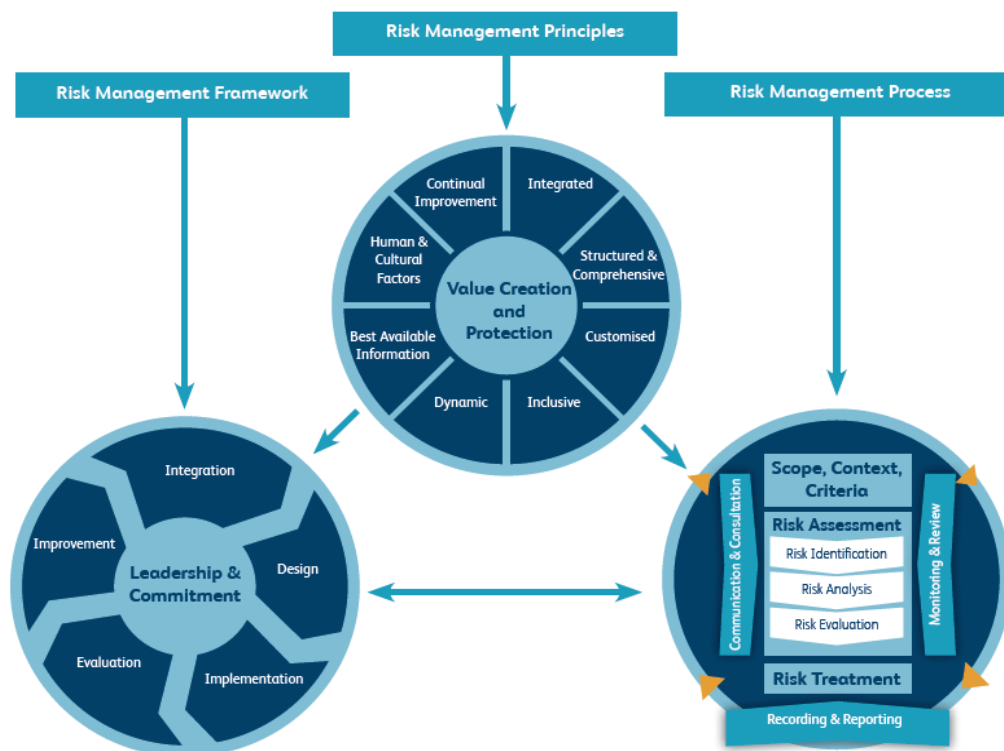 Risk Management Principles
Risk Management Framework
Risk Management Process
Continual
Improvement
Integrated
Human &
Cultural
Factors
Structured &
Comprehensive
Value Creation
and
Protection
Best Available
Information
Customised
Dynamic
Inclusive
Integration
Improvement
Leadership &
Commitment
Design
Evaluation
Implementation
Scope, Context,
Criteria
Communication & Consultation
Risk Assessment
Risk Identification
Risk Analysis
Risk Evaluation
Monitoring & Review
Risk Treatment
Recording & Reporting